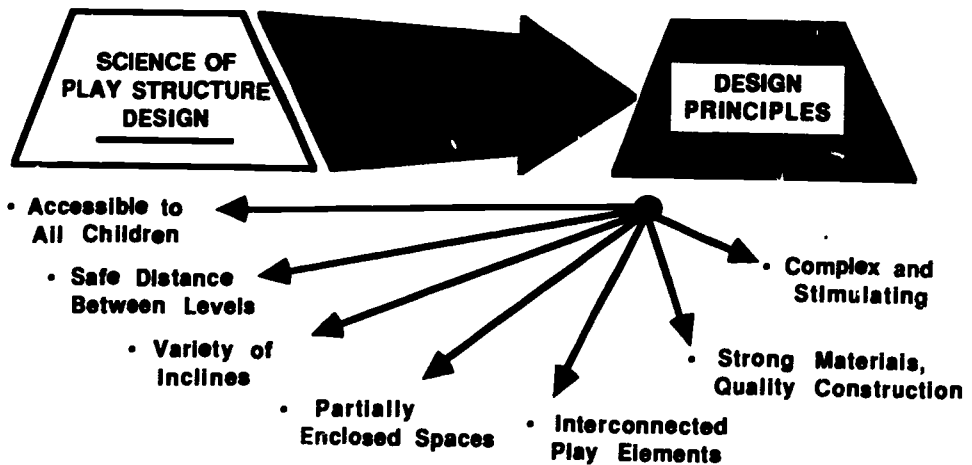 SCIENCE OF
PLAY STRUCTURE
DESIGN
DESIGN
PRINCIPLES
• Accessible to
All Children
• Safe Distance
Between Levels
• Variety of
Inclines
• Partially
Enclosed Spaces
• Interconnected
Play Elements
• Strong Materials,
Quality Construction
• Complex and
Stimulating